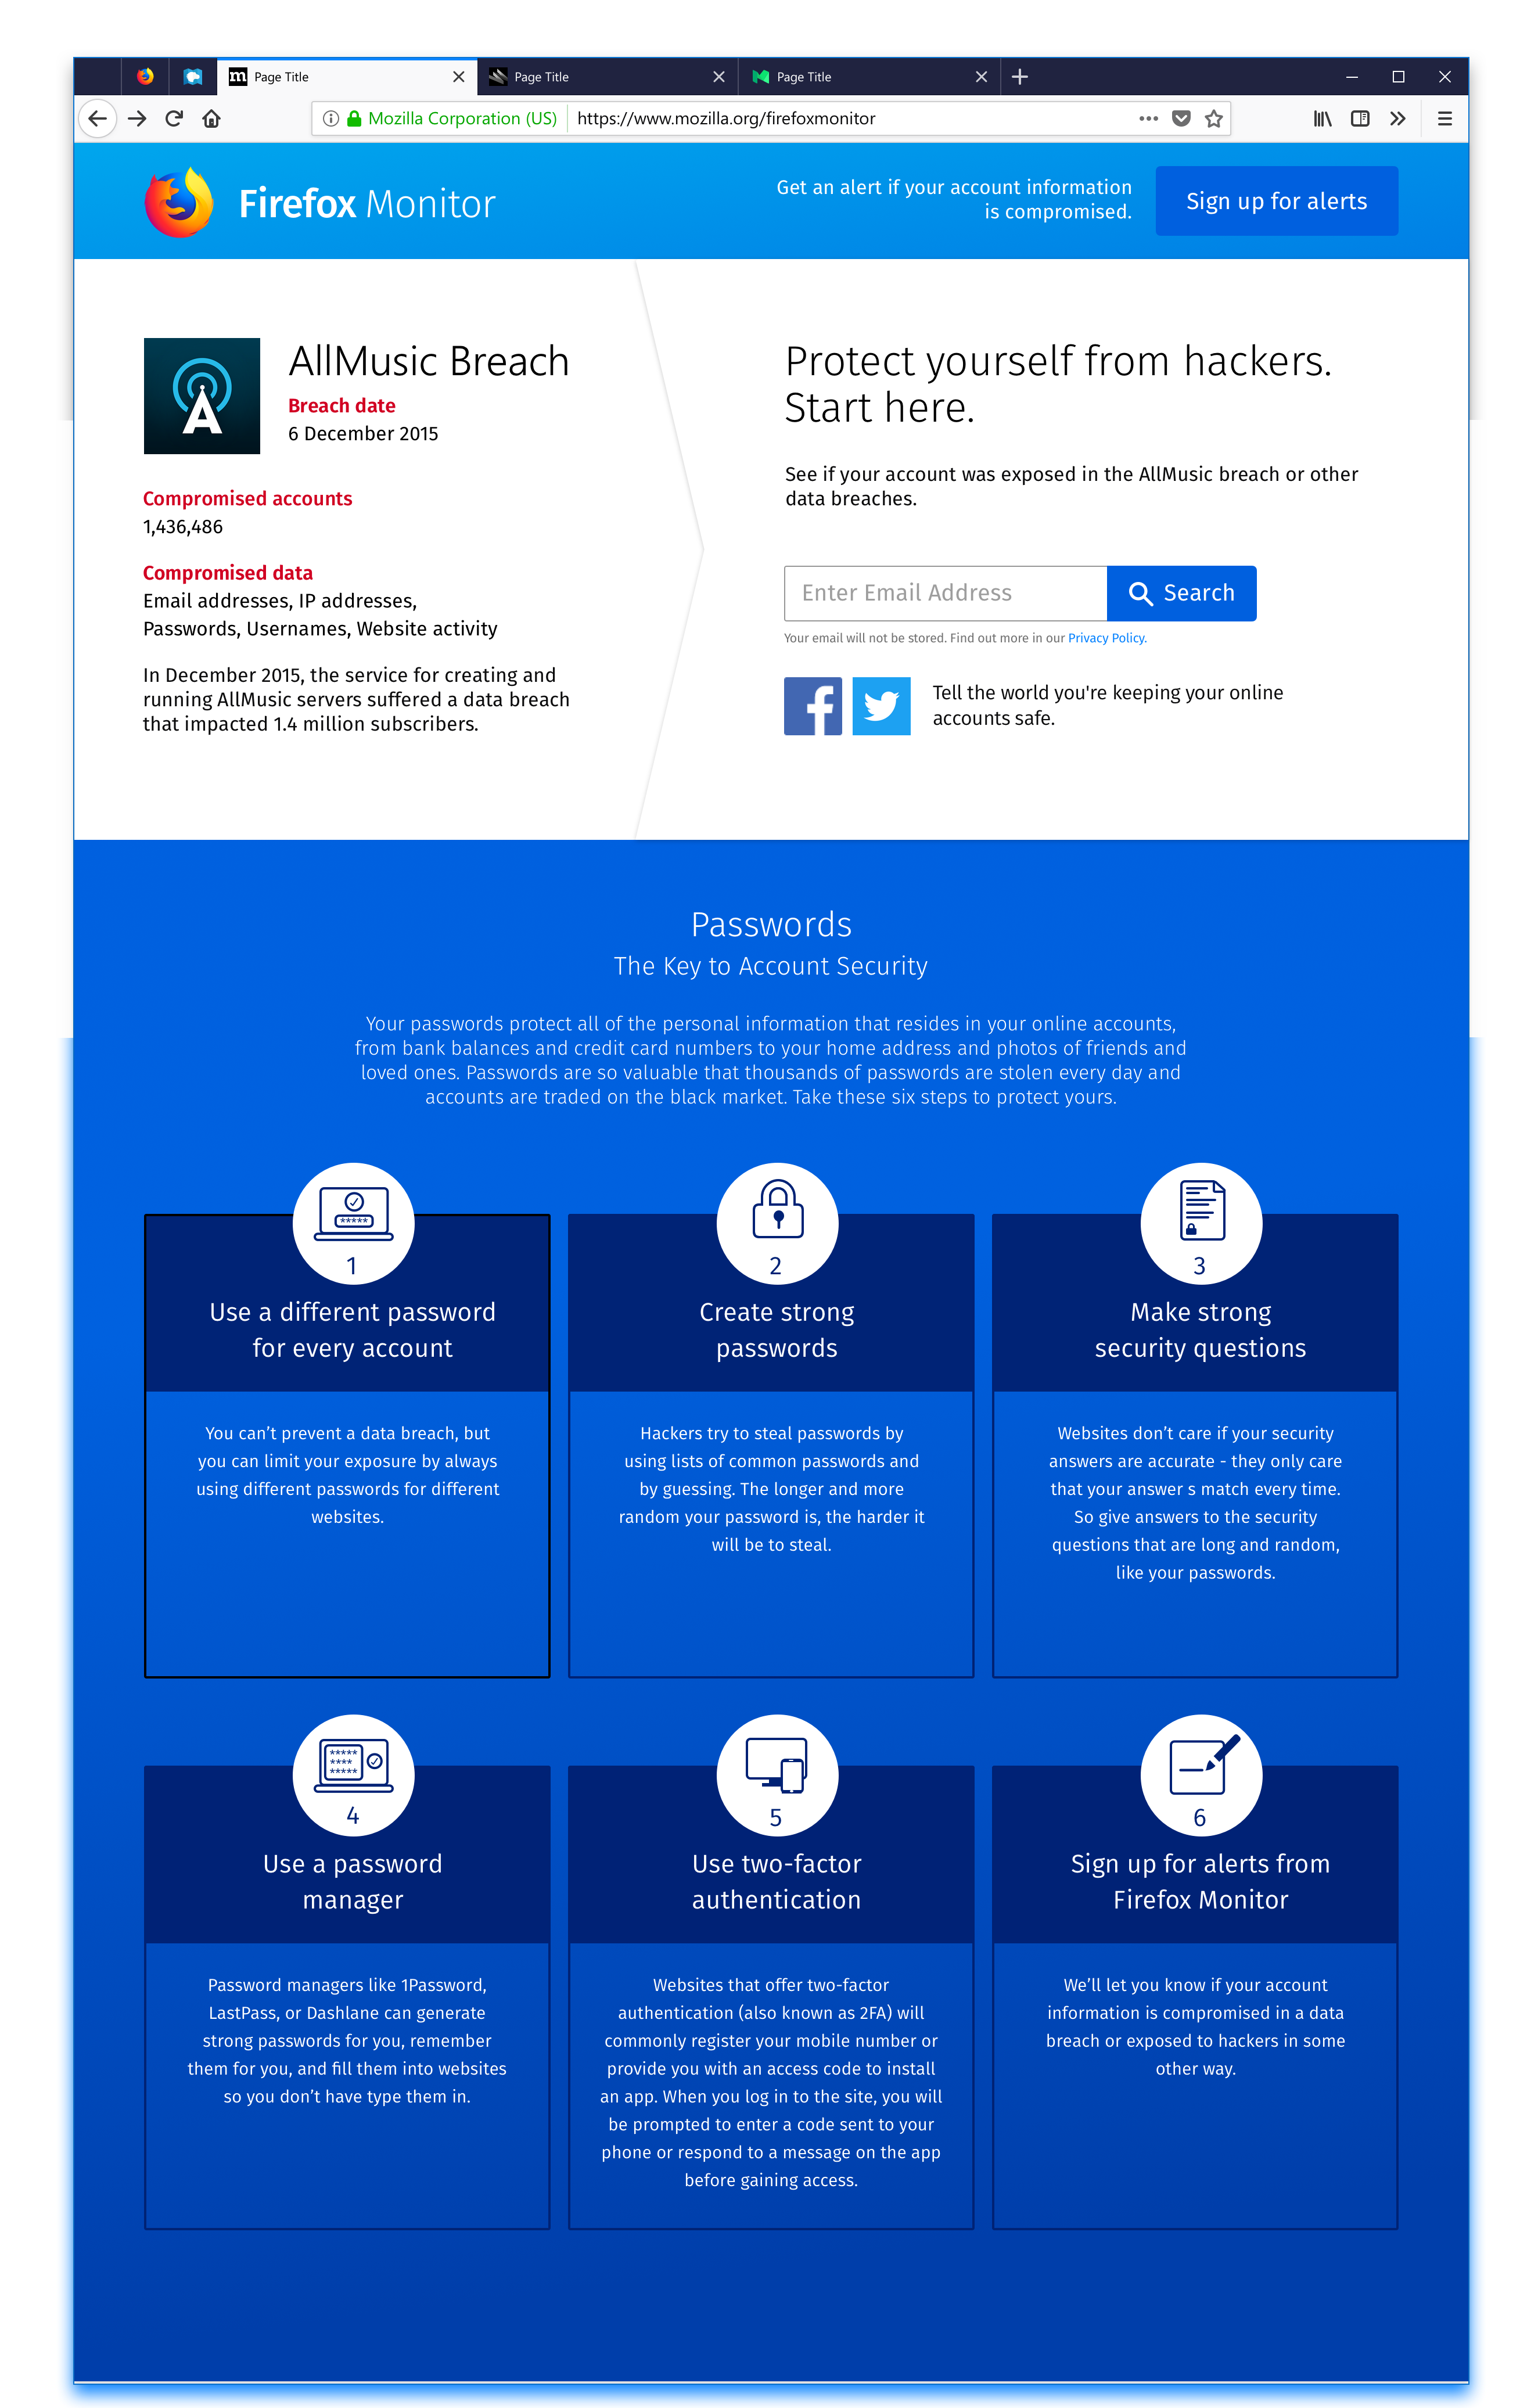 Page Title
Page Title
Page Title
Mozilla Corporation (US) https://www.mozilla.org/firefoxmonitor
Firefox Monitor
Get an alert if your account information
is compromised.
Sign up for alerts
AllMusic Breach
Breach date
6 December 2015
Compromised accounts
1,436,486
Compromised data
Email addresses, IP addresses,
Passwords, Usernames, Website activity
In December 2015, the service for creating and
running AllMusic servers suffered a data breach
that impacted 1.4 million subscribers.
Protect yourself from hackers.
Start here.
See if your account was exposed in the AllMusic breach or other
data breaches.
Enter Email Address
Search
Your email will not be stored. Find out more in our Privacy Policy.
Tell the world you're keeping your online
accounts safe.
Passwords
The Key to Account Security
Your passwords protect all of the personal information that resides in your online accounts,
from bank balances and credit card numbers to your home address and photos of friends and
loved ones. Passwords are so valuable that thousands of passwords are stolen every day and
accounts are traded on the black market. Take these six steps to protect yours.
*****
1
Use a different password
for every account
You can’t prevent a data breach, but
you can limit your exposure by always
using different passwords for different
websites.
2
Create strong
passwords
Hackers try to steal passwords by
using lists of common passwords and
by guessing. The longer and more
random your password is, the harder it
will be to steal.
3
Make strong
security questions
Websites don’t care if your security
answers are accurate - they only care
that your answer s match every time.
So give answers to the security
questions that are long and random,
like your passwords.
*****
****
*****
4
Use a password
manager
Password managers like 1Password,
LastPass, or Dashlane can generate
strong passwords for you, remember
them for you, and fill them into websites
so you don’t have type them in.
5
Use two-factor
authentication
Websites that offer two-factor
authentication (also known as 2FA) will
commonly register your mobile number or
provide you with an access code to install
an app. When you log in to the site, you will
be prompted to enter a code sent to your
phone or respond to a message on the app
before gaining access.
6
Sign up for alerts from
Firefox Monitor
We’ll let you know if your account
information is compromised in a data
breach or exposed to hackers in some
other way.